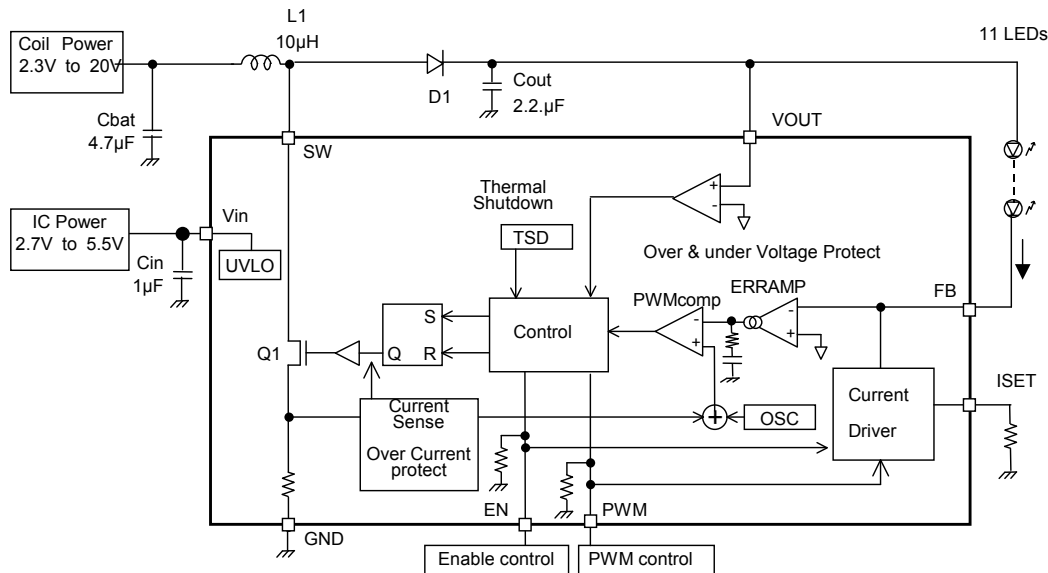 L1
10µH
11 LEDs
Coil Power
2.3V to 20V
Cbat
4.7µF
D1
Cout
2.2.µF
VOUT
SW
Thermal
Shutdown
TSD
+
-
IC Power
2.7V to 5.5V
Vin
UVLO
Cin
1µF
Over & under Voltage Protect
ERRAMP
PWMcomp
FB
-
+
-
+
Control
S
Q R
Q1
ISET
Current
Driver
Current
Sense
Over Current
protect
+
OSC
EN
PWM
GND
Enable control
PWM control